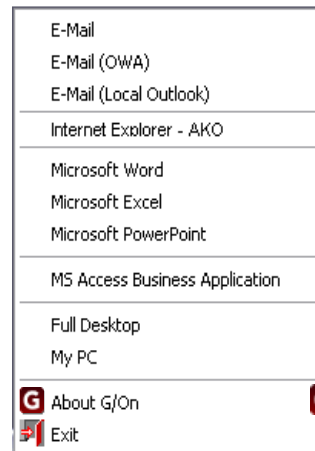 E-Mail
E-Mail (OWA)
E-Mail (Local Outlook)
Internet Explorer - AKO
Microsoft Word
Microsoft Excel
Microsoft PowerPoint
MS Access Business Application
Full Desktop
My PC
G About G/On
Exit